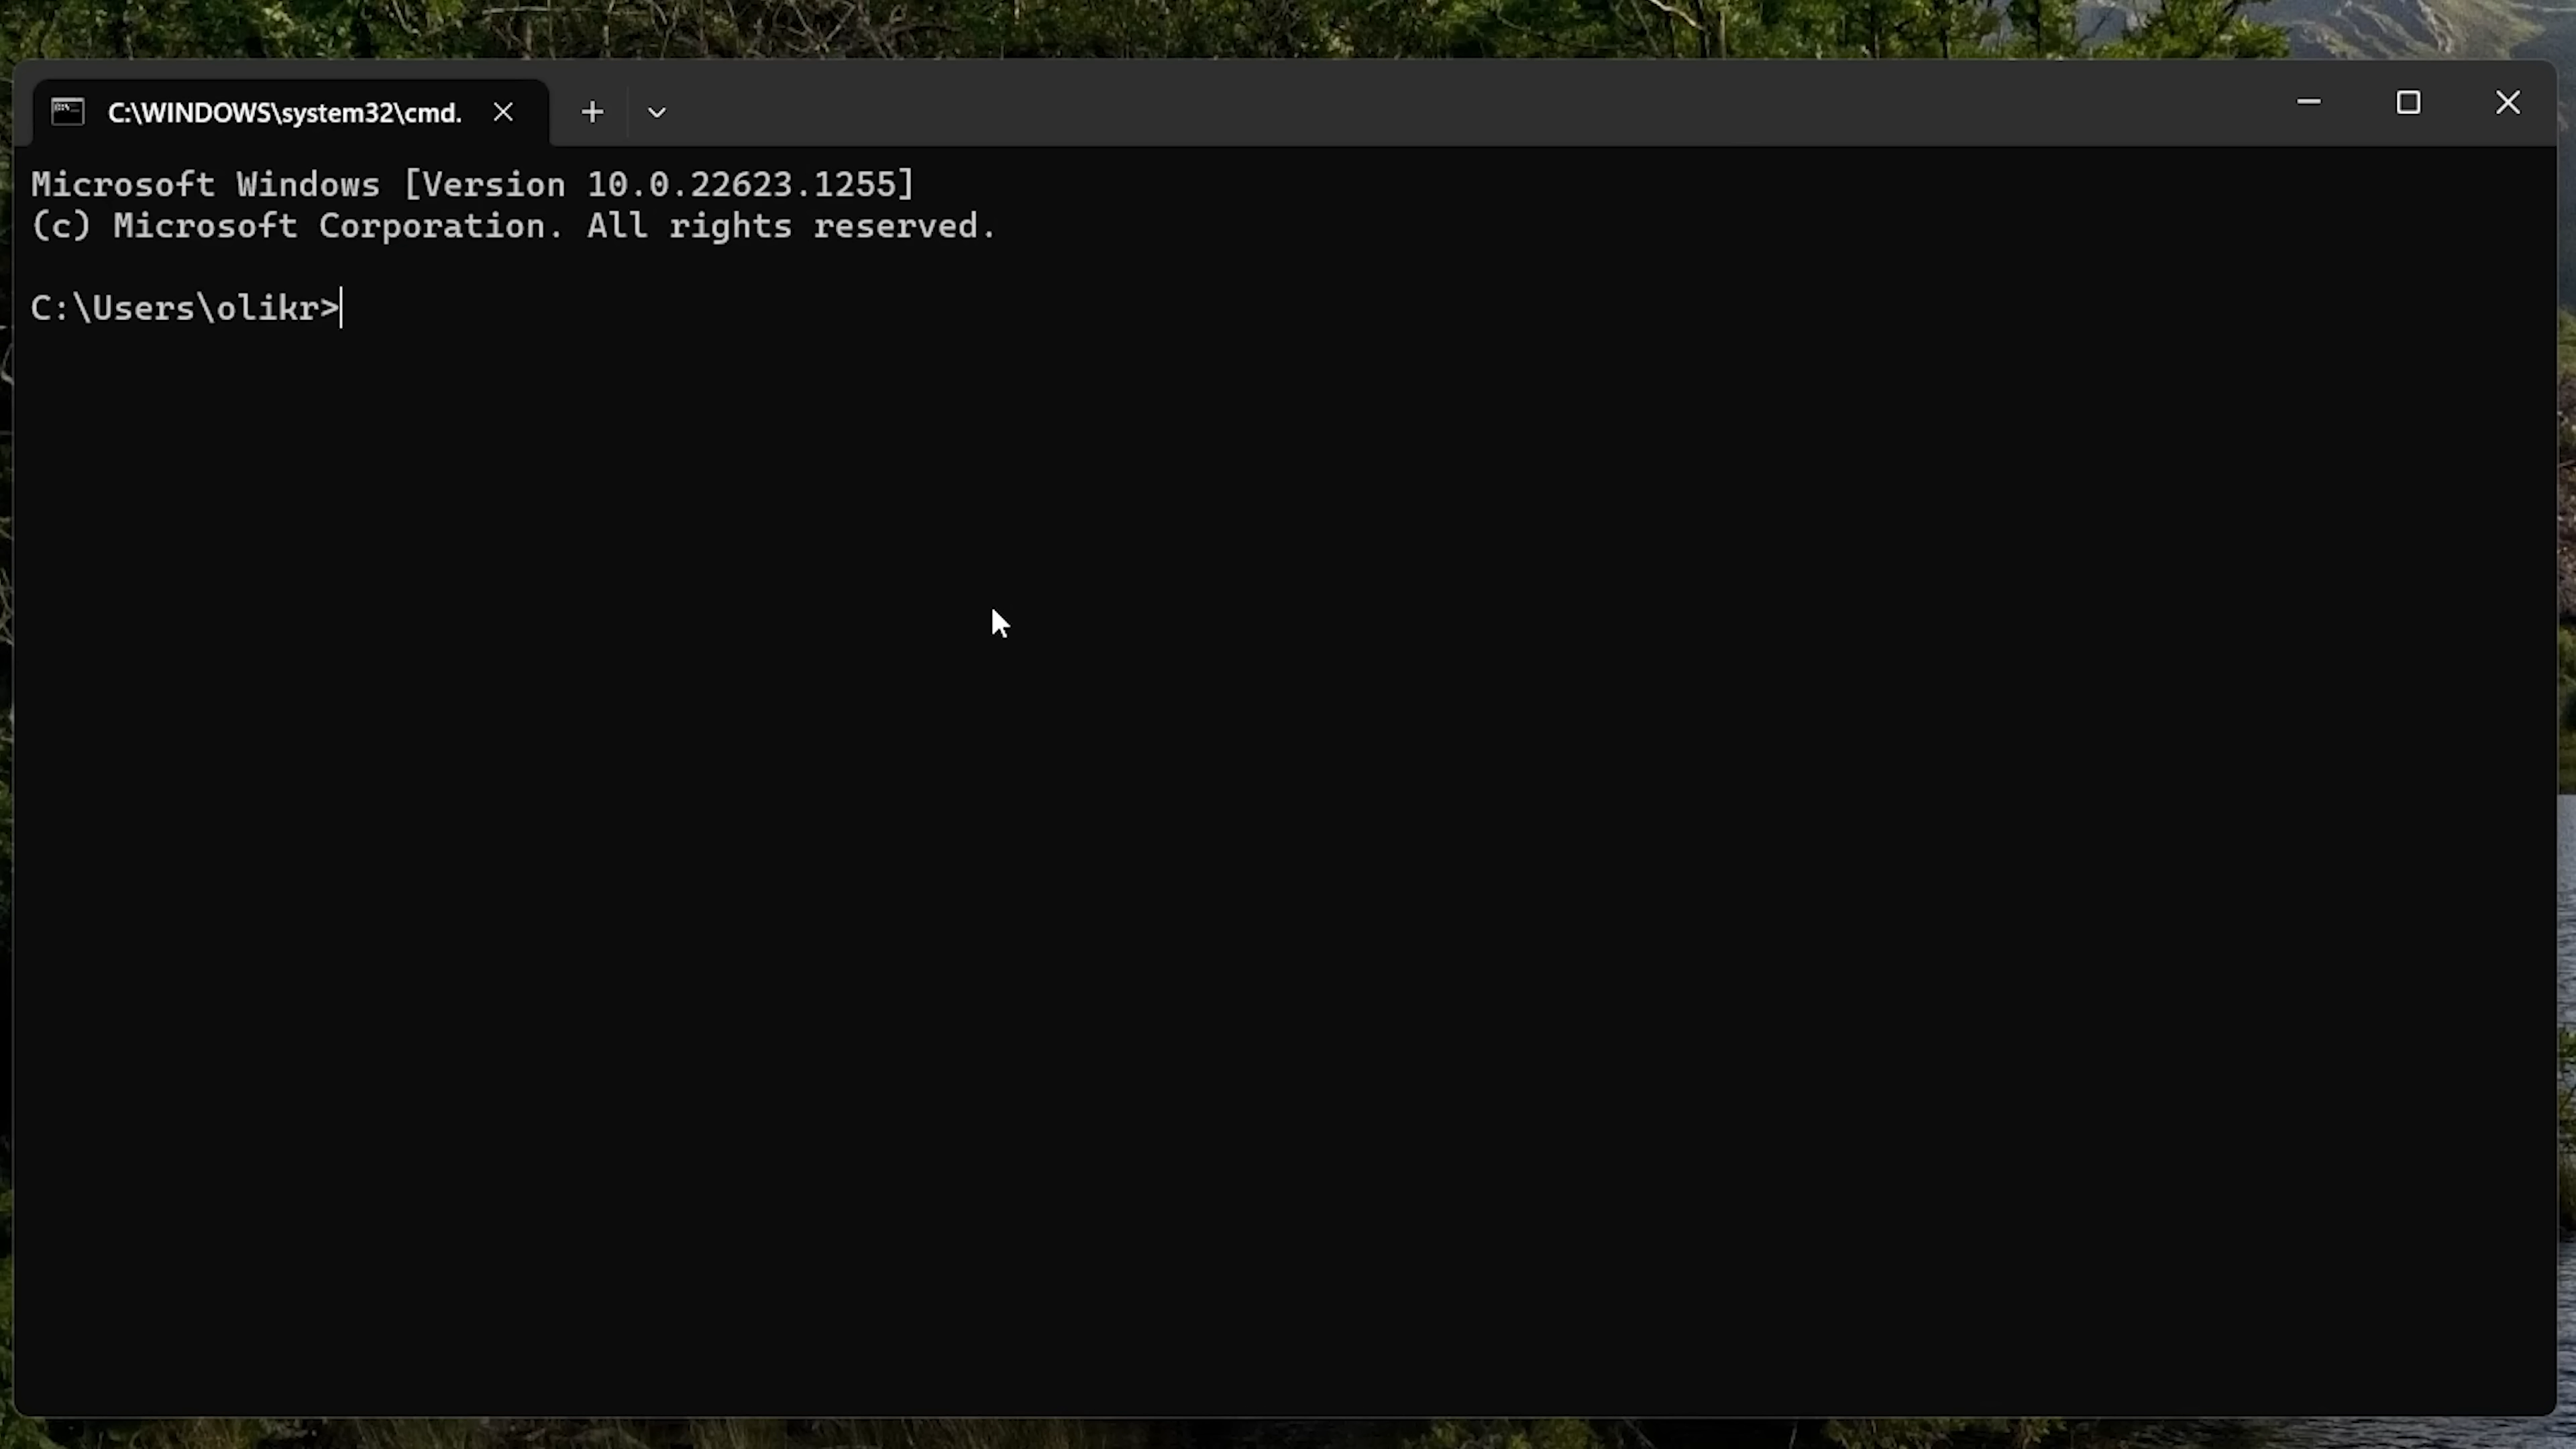 C:\WINDOWS\system32\cmd.
Microsoft Windows [Version 10.0.22623.1255]
(c) Microsoft Corporation. All rights reserved.
C:\Users\olikr>